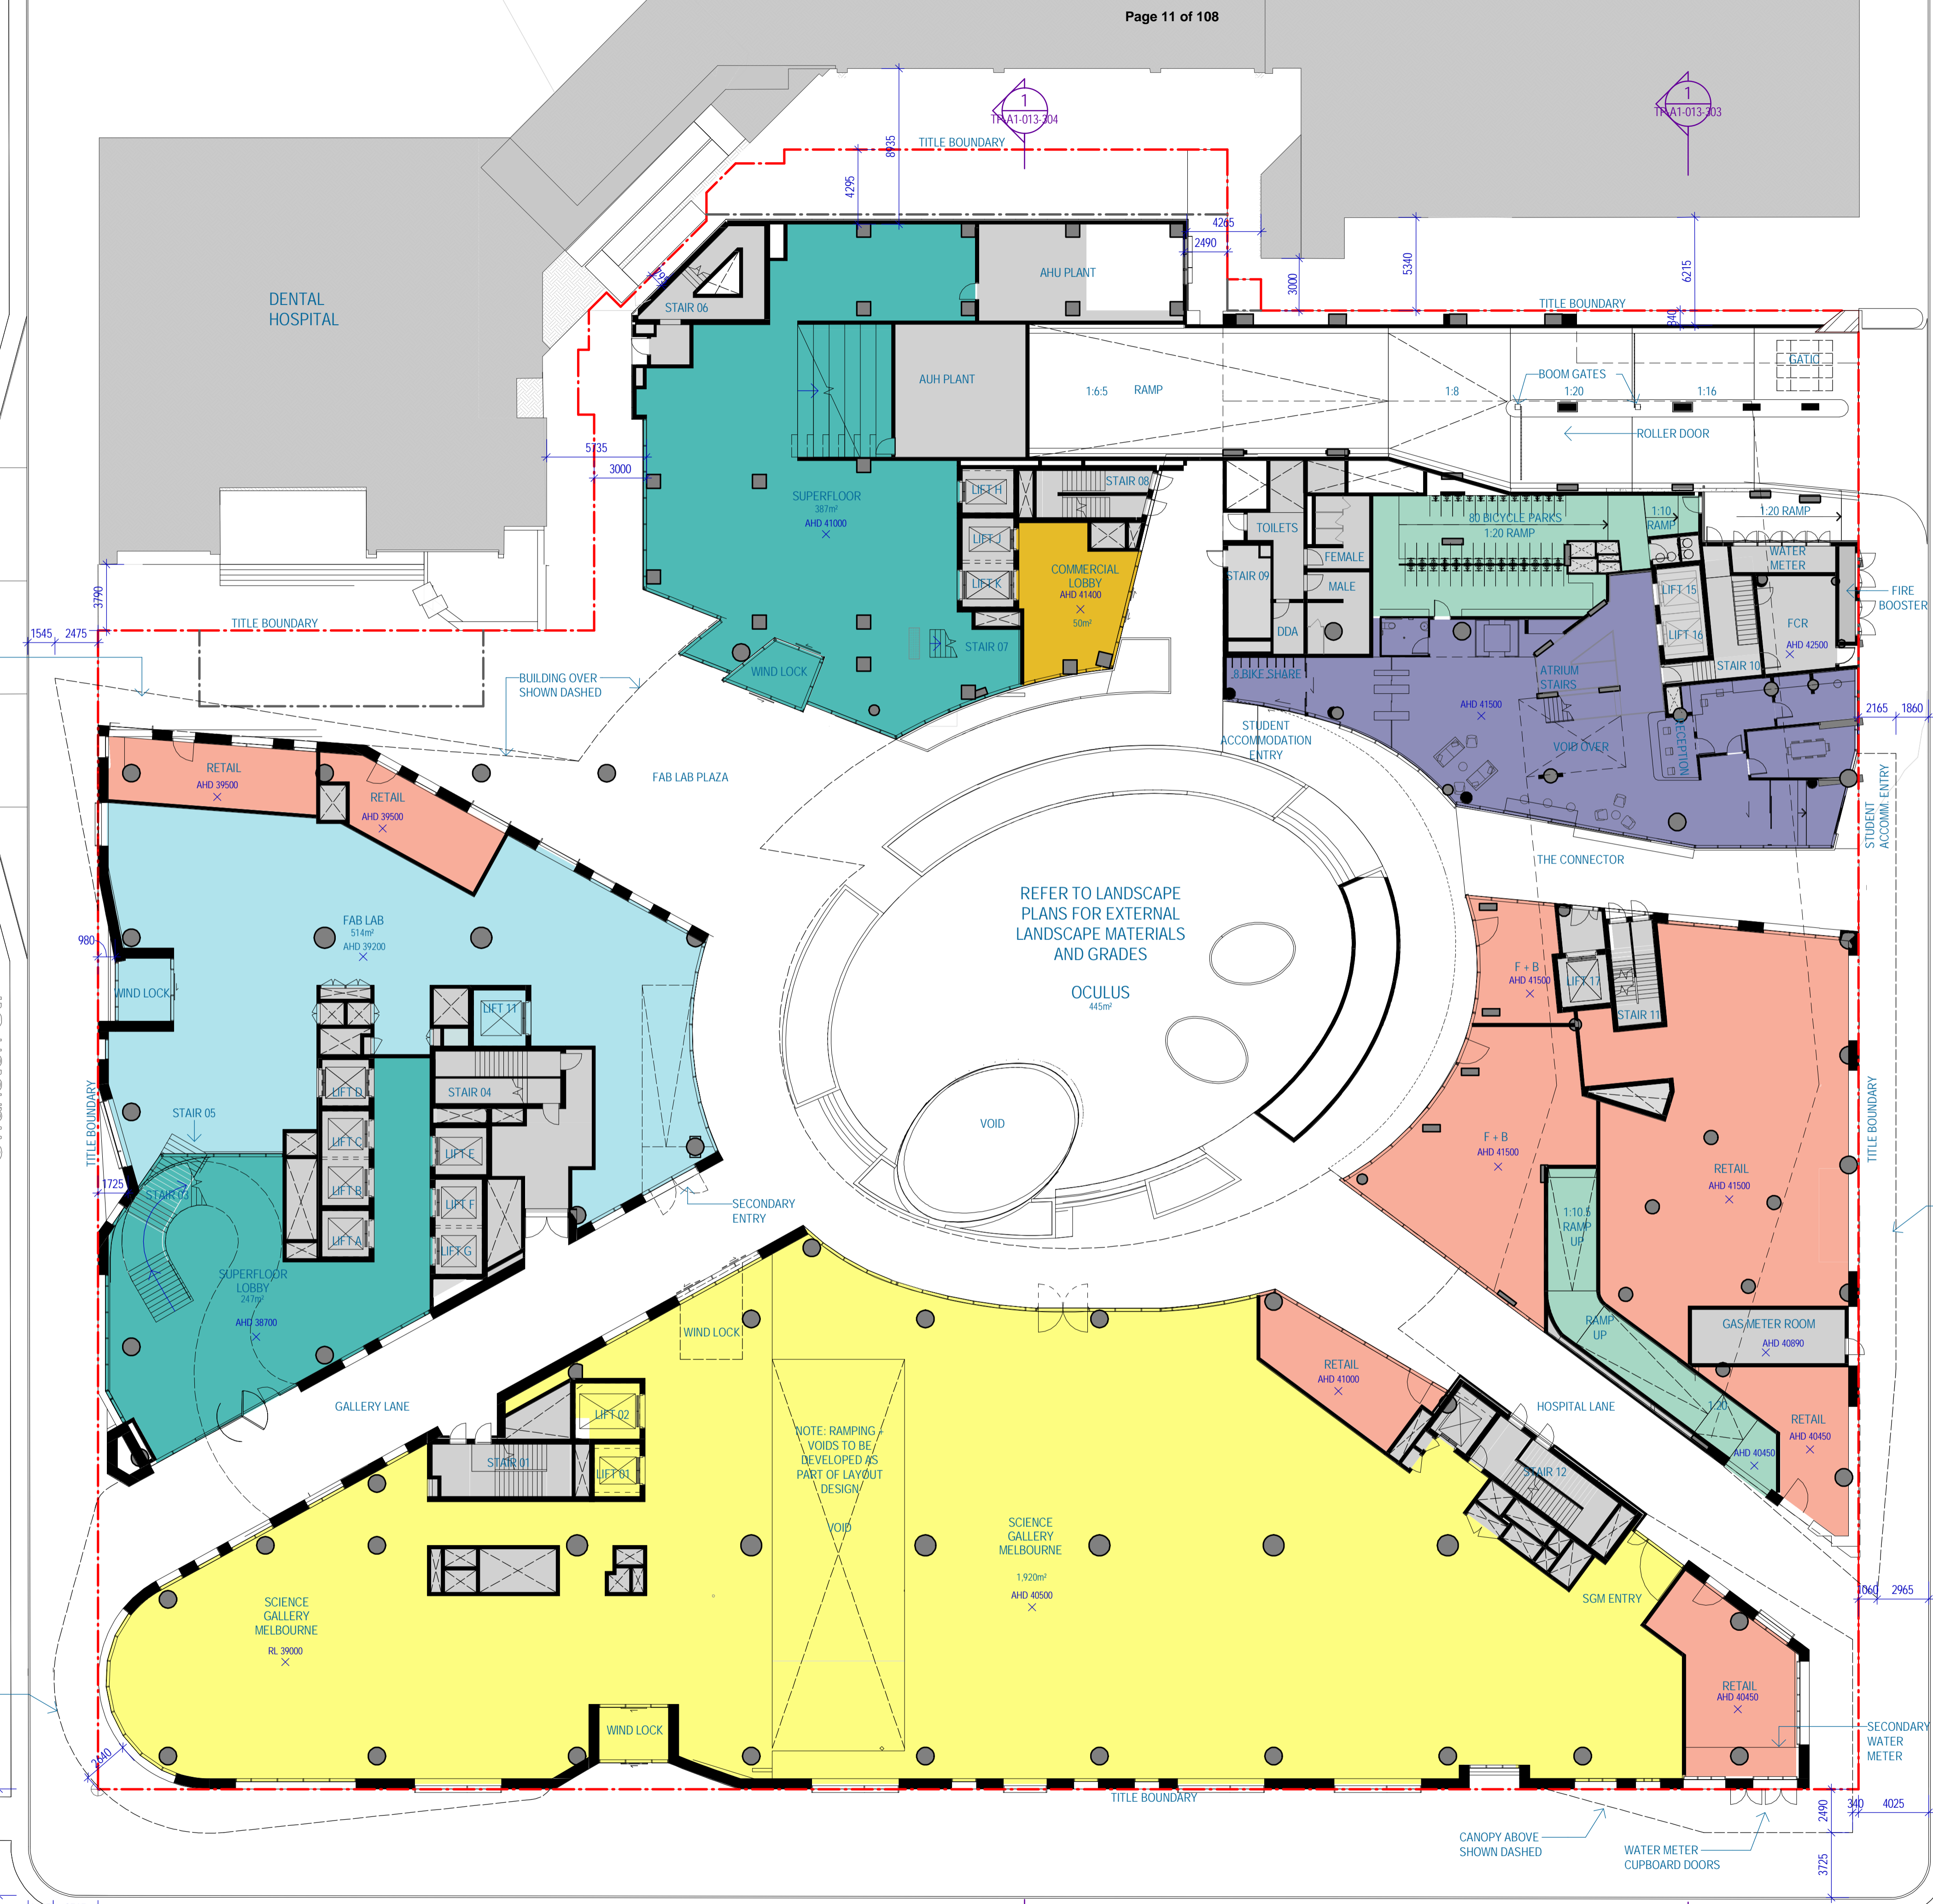 Page 11 of 108
1
TP-A1-013-304
1
TP-A1-013-303
TITLE BOUNDARY
8935
4295
4265
2490
3000
5340
6215
DENTAL
HOSPITAL
STAIR 06
AHU PLANT
TITLE BOUNDARY
940
GATIC
AUH PLANT
1:6:5
RAMP
BOOM GATES
1:8
1:20
1:16
ROLLER DOOR
5735
3000
SUPERFLOOR
387m²
AHD 41000
LIFT H
STAIR 08
LIFT J
LIFT K
COMMERCIAL
LOBBY
AHD 41400
50m²
TOILETS
FEMALE
MALE
STAIR 09
DDA
80 BICYCLE PARKS
1:20 RAMP
1:10
RAMP
1:20 RAMP
WATER
METER
FIRE
BOOSTER
LIFT 15
LIFT 16
FCR
AHD 42500
STAIR 10
3790
1545
2475
TITLE BOUNDARY
STAIR 07
WIND LOCK
BUILDING OVER
SHOWN DASHED
8 BIKE SHARE
ATRIUM
STAIRS
AHD 41500
VOID OVER
RECEPTION
2165
1860
STUDENT
ACCOMMODATION
ENTRY
STUDENT
ACCOMM. ENTRY
RETAIL
AHD 39500
RETAIL
AHD 39500
FAB LAB PLAZA
THE CONNECTOR
REFER TO LANDSCAPE
PLANS FOR EXTERNAL
LANDSCAPE MATERIALS
AND GRADES
OCULUS
445m²
VOID
FAB LAB
514m²
AHD 39200
980
WIND LOCK
LIFT 11
F + B
AHD 41500
LIFT 17
STAIR 11
TITLE BOUNDARY
LIFT D
STAIR 04
STAIR 05
LIFT C
LIFT E
LIFT B
LIFT F
LIFT A
LIFT G
1725
STAIR 03
SUPERFLOOR
LOBBY
247m²
AHD 38700
SECONDARY
ENTRY
F + B
AHD 41500
RETAIL
AHD 41500
TITLE BOUNDARY
1:10.5
RAMP
UP
RAMP
UP
GAS METER ROOM
AHD 40890
WIND LOCK
RETAIL
AHD 41000
GALLERY LANE
HOSPITAL LANE
1:20
RETAIL
AHD 40450
AHD 40450
LIFT 02
STAIR 01
LIFT 01
NOTE: RAMPING +
VOIDS TO BE
DEVELOPED AS
PART OF LAYOUT
DESIGN
VOID
STAIR 12
SCIENCE
GALLERY
MELBOURNE
1,920m²
AHD 40500
SCIENCE
GALLERY
MELBOURNE
RL 39000
SGM ENTRY
2965
RETAIL
AHD 40450
WIND LOCK
SECONDARY
WATER
METER
2640
TITLE BOUNDARY
2490
340
4025
CANOPY ABOVE
SHOWN DASHED
WATER METER
CUPBOARD DOORS
3725